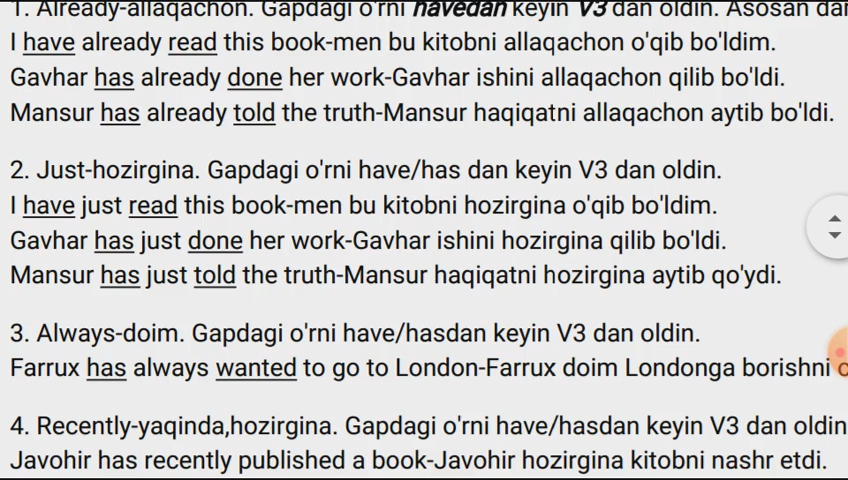 1. Already-allaqachon. Gapdagi o'rni havedan keyin V3 dan oldin. Asosan
I have already read this book-men bu kitobni allaqachon o'qib bo'ldim.
Gavhar has already done her work-Gavhar ishini allaqachon qilib bo'ldi.
Mansur has already told the truth-Mansur haqiqatni allaqachon aytib bo'ldi.
2. Just-hozirgina. Gapdagi o'rni have/has dan keyin V3 dan oldin.
I have just read this book-men bu kitobni hozirgina o'qib bo'ldim.
Gavhar has just done her work-Gavhar ishini hozirgina qilib bo'ldi.
Mansur has just told the truth-Mansur haqiqatni hozirgina aytib qo'ydi.
3. Always-doim. Gapdagi o'rni have/hasdan keyin V3 dan oldin.
Farrux has always wanted to go to London-Farrux doim Londonga borishni
4. Recently-yaqinda,hozirgina. Gapdagi o'rni have/hasdan keyin V3 dan oldin
Javohir has recently published a book-Javohir hozirgina kitobni nashr etdi.